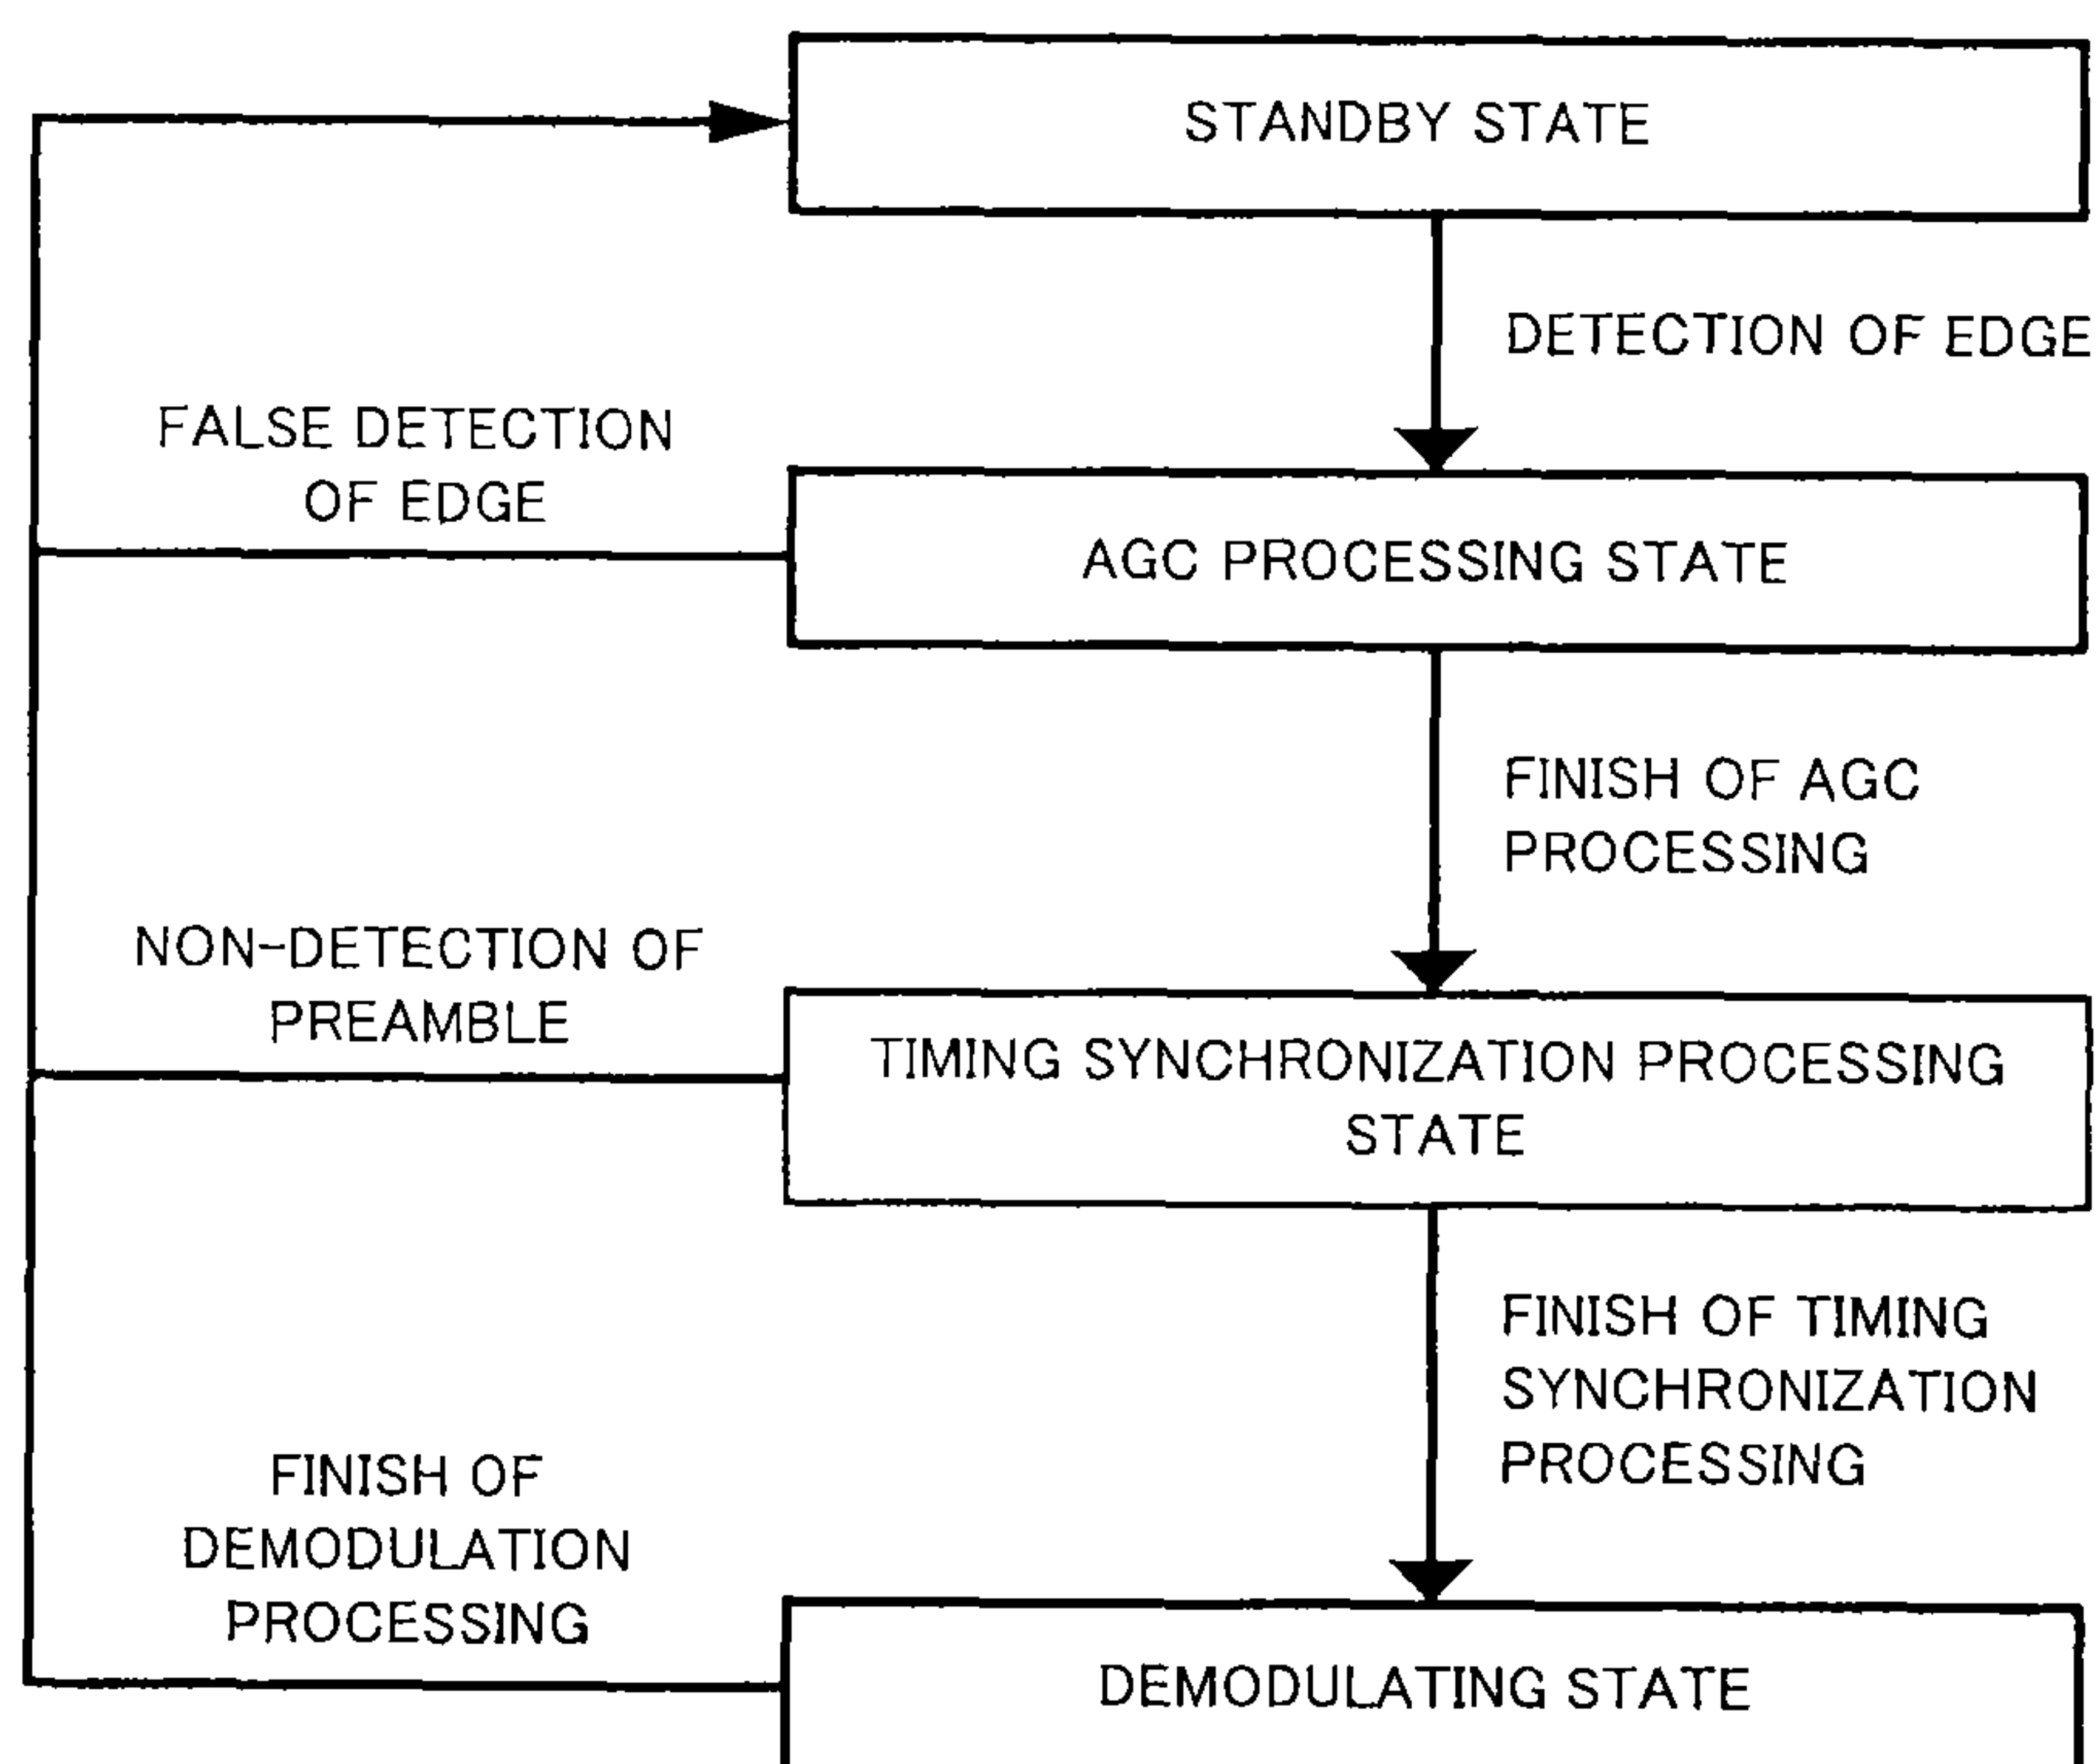 STANDBY STATE
DETECTION OF EDGE
FALSE DETECTION
OF EDGE
AGC PROCESSING STATE
FINISH OF AGC
PROCESSING
NON-DETECTION OF
PREAMBLE
TIMING SYNCHRONIZATION PROCESSING
STATE
FINISH OF TIMING
SYNCHRONIZATION
PROCESSING
FINISH OF
DEMODULATION
PROCESSING
DEMODULATING STATE